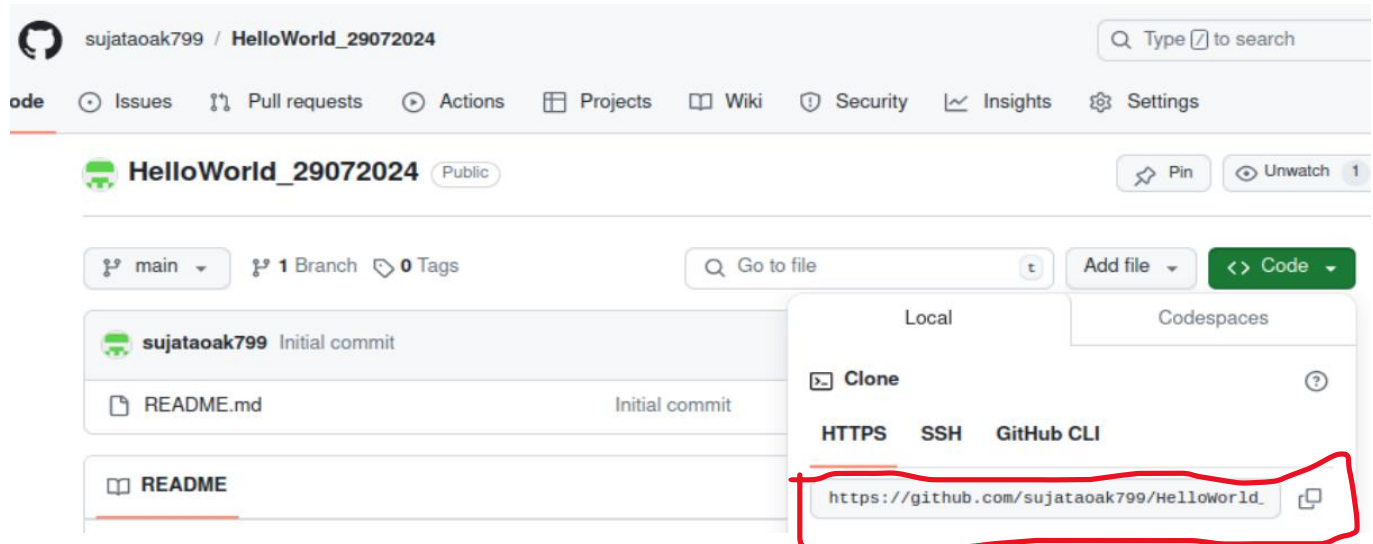 sujataoak799 / HelloWorld_29072024
Type / to search
ode Issues Pull requests Actions Projects Wiki Security Insights Settings
HelloWorld_29072024 Public
Pin Unwatch 1
main 1 Branch 0 Tags
Go to file t
Add file
<> Code
Local Codespaces
sujataoak799 Initial commit
Clone
README.md Initial commit
HTTPS SSH GitHub CLI
README
https://github.com/sujataoak799/HelloWorld_